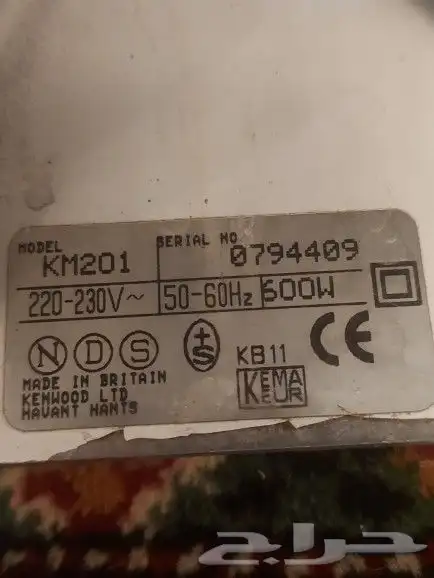 MODEL SERIAL NO
KM201 0794409
220-230V~ 50-60Hz 600W
N D S +S KB11 CE
MADE IN BRITAIN
KENWOOD LTD
HAVANT HANTS
KEMA KEUR
حراج